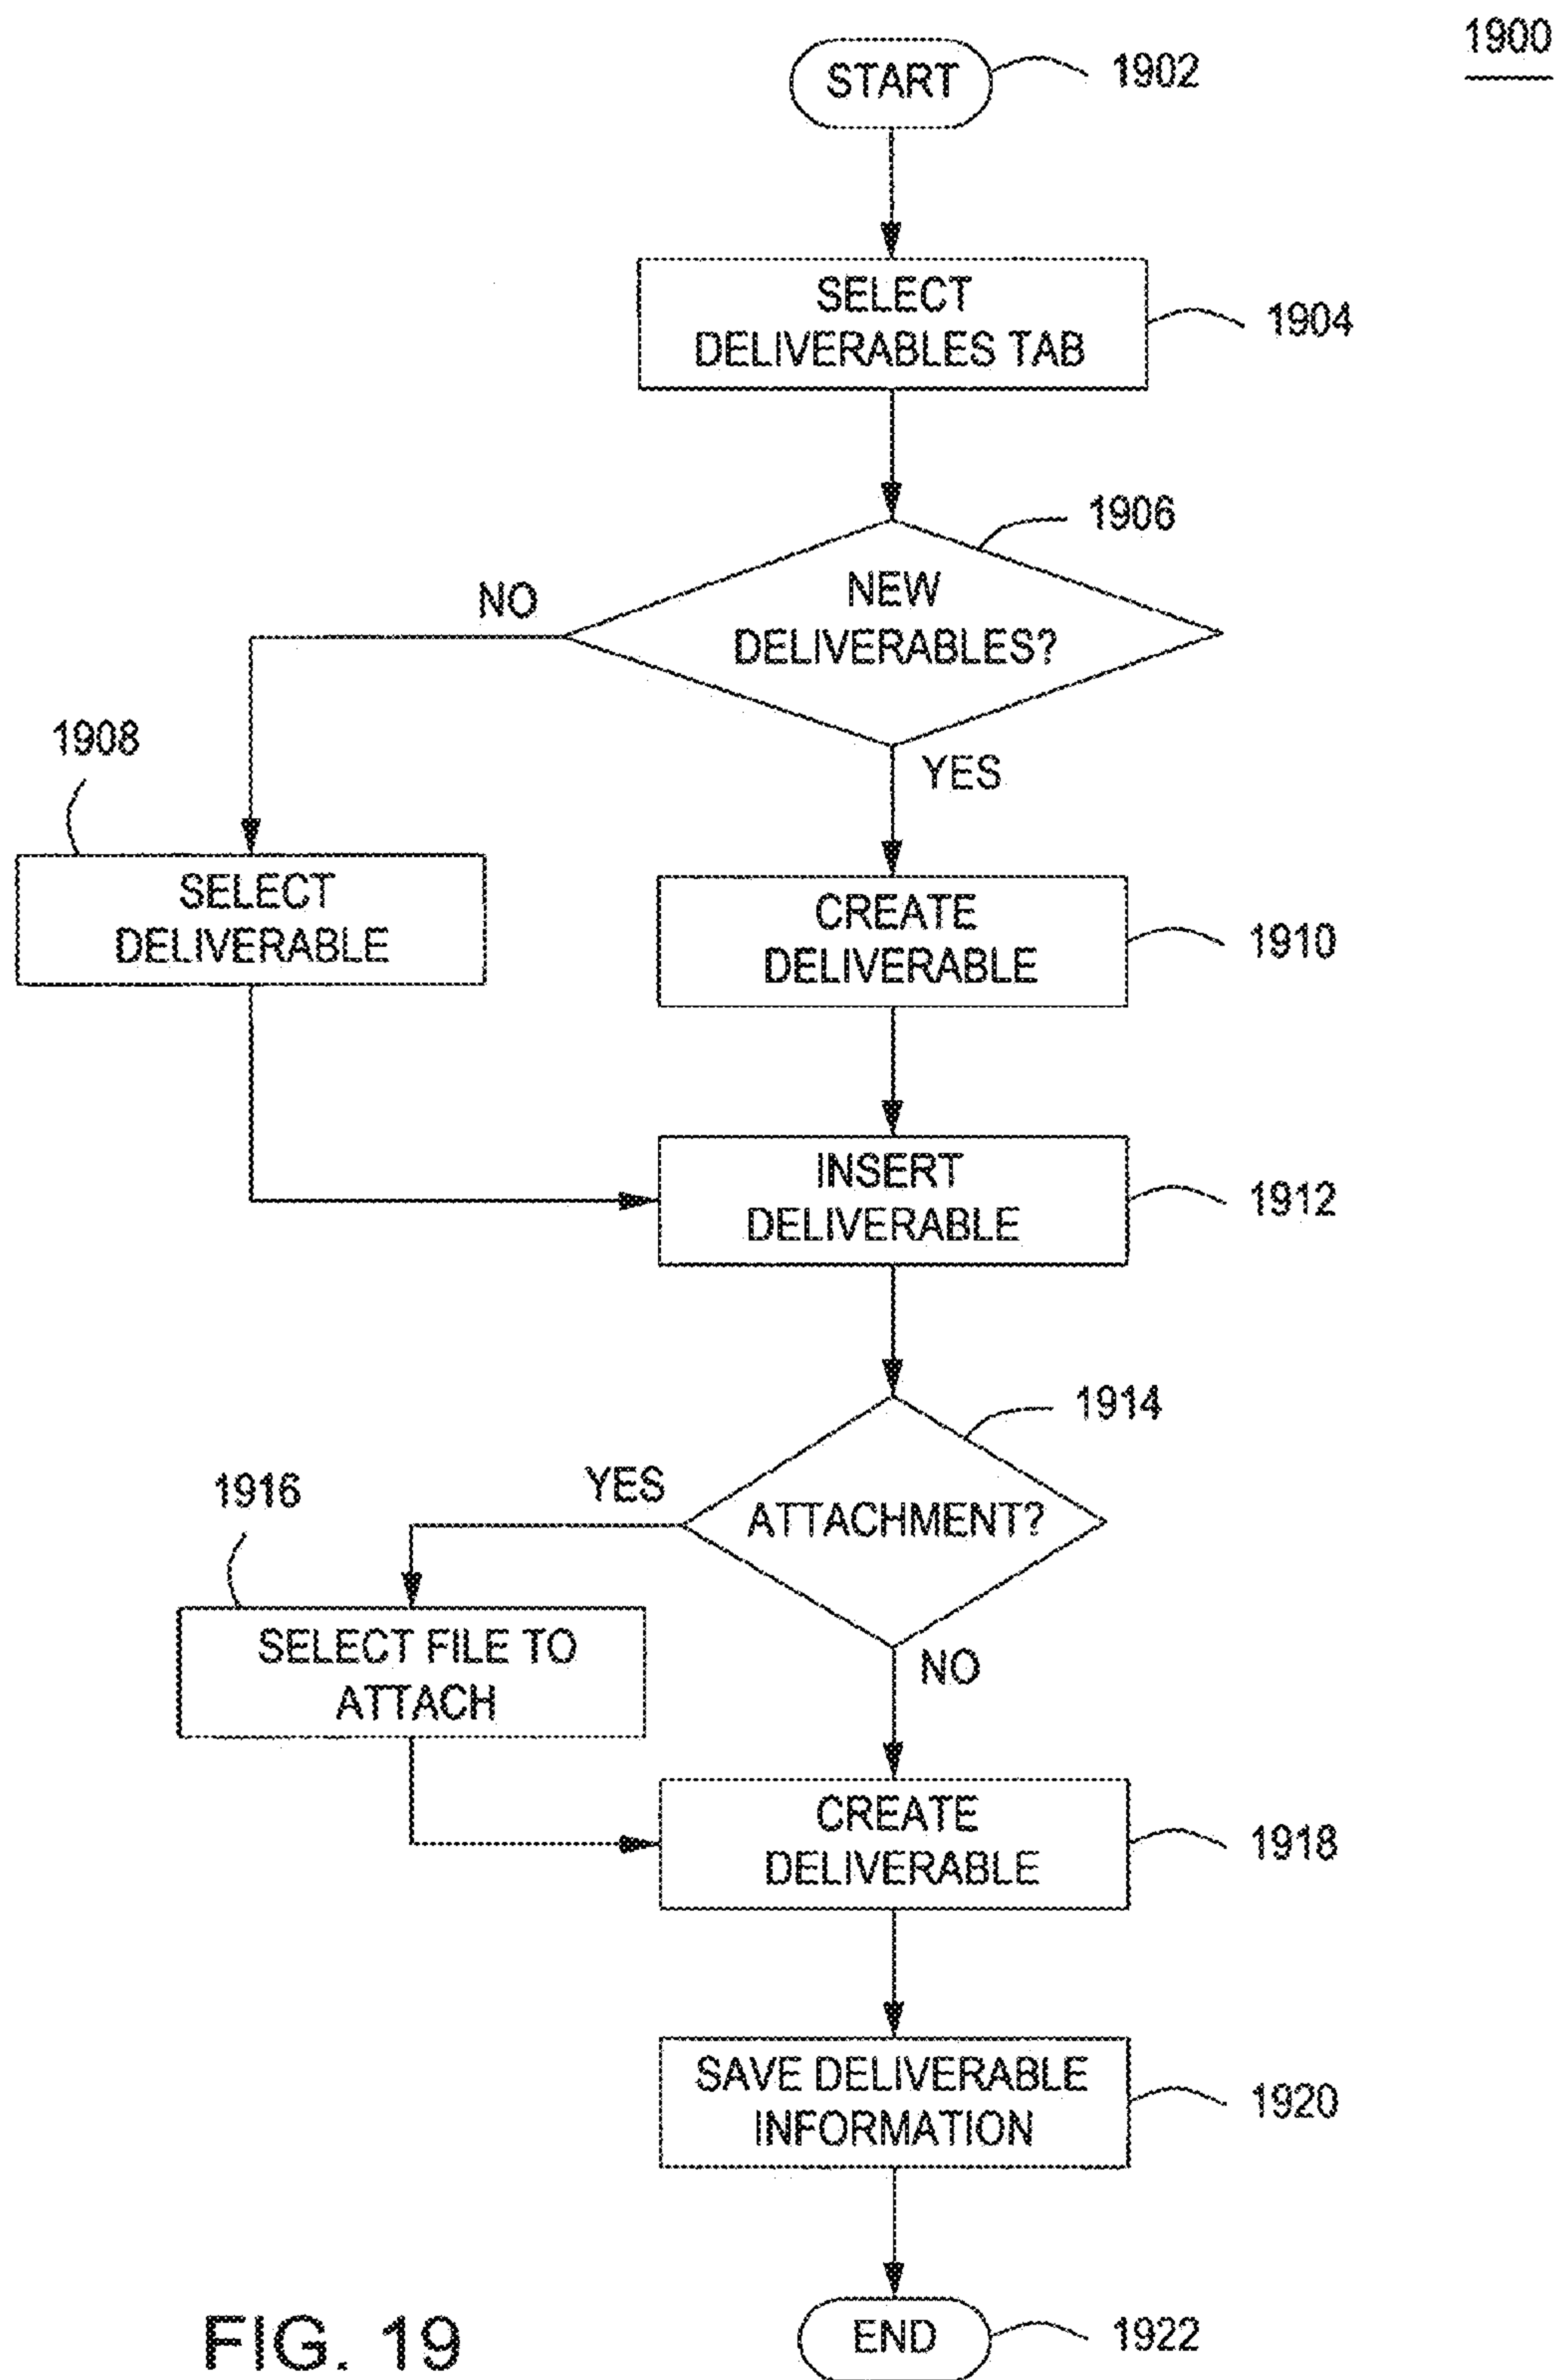 1900
START
1902
SELECT
DELIVERABLES TAB
1904
1906
NEW
DELIVERABLES?
NO
YES
1908
SELECT
DELIVERABLE
CREATE
DELIVERABLE
1910
INSERT
DELIVERABLE
1912
1914
ATTACHMENT?
YES
NO
1916
SELECT FILE TO
ATTACH
CREATE
DELIVERABLE
1918
SAVE DELIVERABLE
INFORMATION
1920
END
1922
FIG. 19